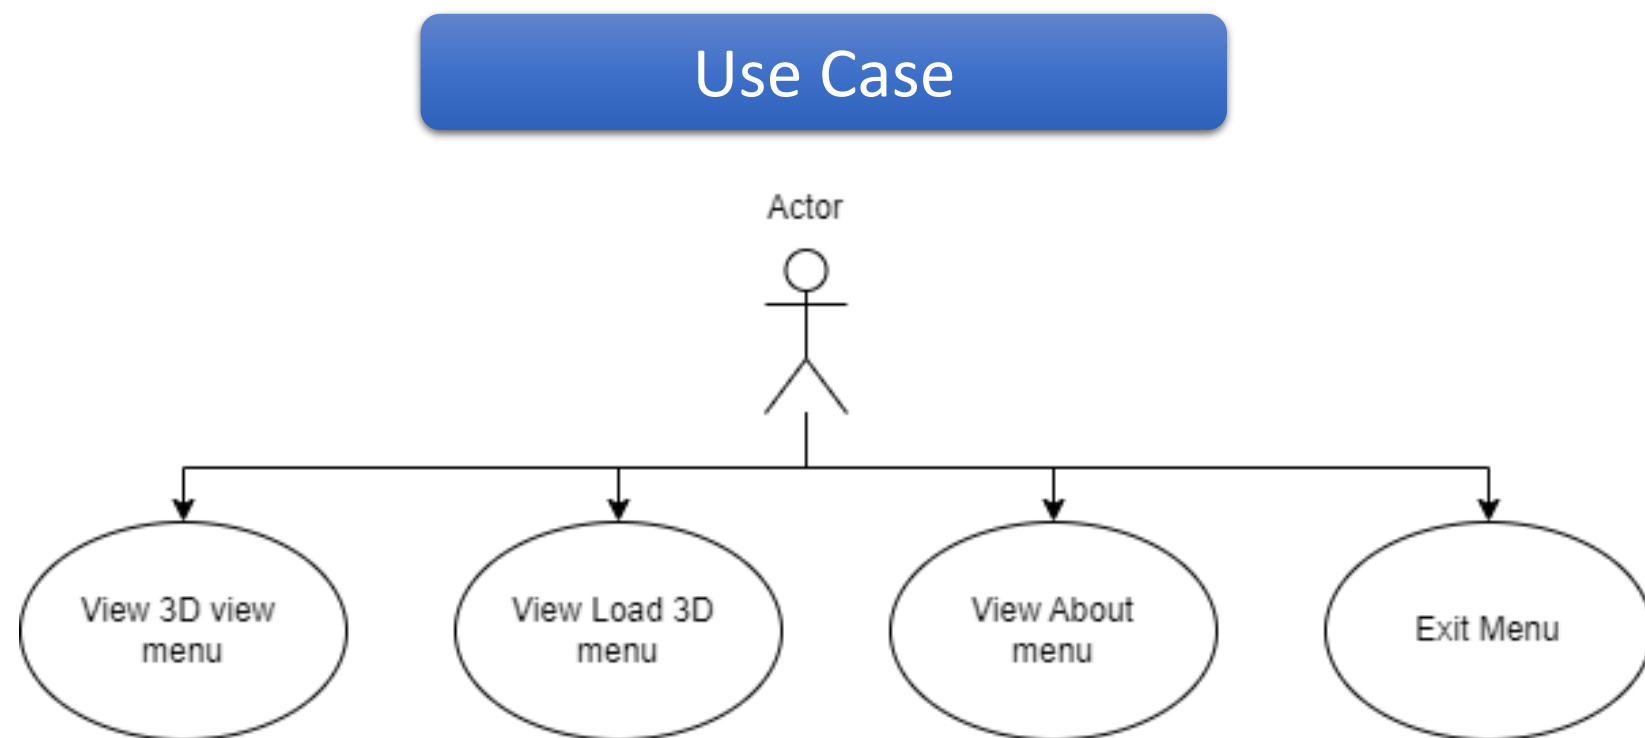 Use Case
Actor
View 3D view
menu
View Load 3D
menu
View About
menu
Exit Menu